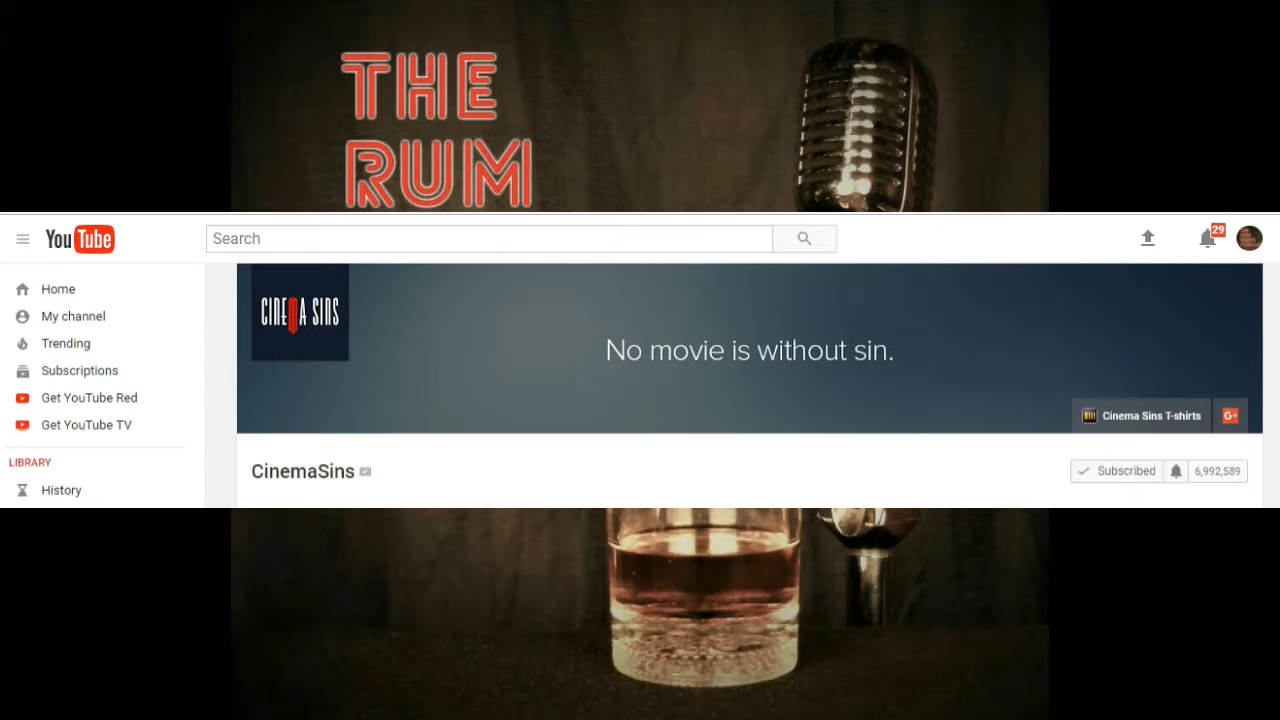 THE
RUM
YouTube
Search
29
Home
My channel
Trending
Subscriptions
Get YouTube Red
Get YouTube TV
LIBRARY
History
CINEMA SINS
No movie is without sin.
Cinema Sins T-shirts
G+
CinemaSins
Subscribed
6,992,589